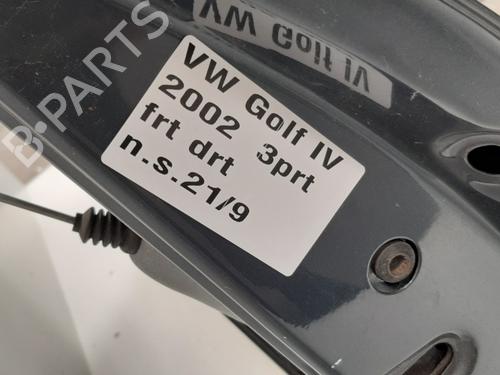 VW Golf IV
2002 3prt
frt drt
n.s.21/9
VW Golf IV
B-PARTS